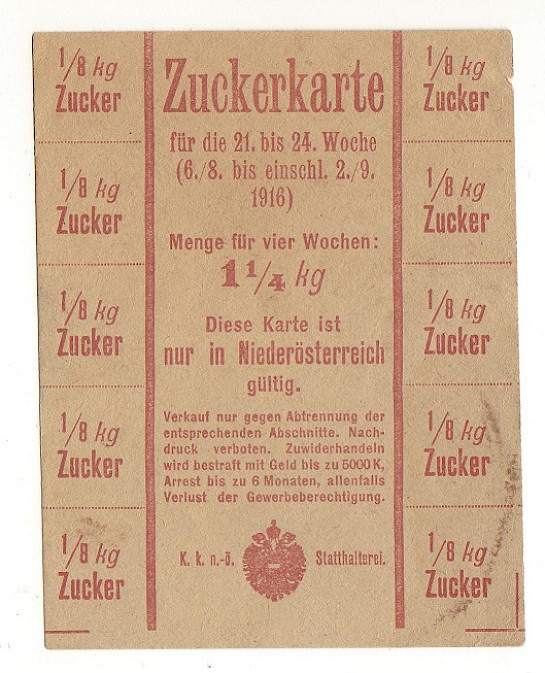 1/8 kg
Zucker
1/8 kg
Zucker
1/8 kg
Zucker
1/8 kg
Zucker
1/8 kg
Zucker
Zuckerkarte
für die 21. bis 24. Woche
(6./8. bis einschl. 2./9.
1916)
Menge für vier Wochen:
1 1/4 kg
Diese Karte ist
nur in Niederösterreich
gültig.
Verkauf nur gegen Abtrennung der
entsprechenden Abschnitte. Nach-
druck verboten. Zuwiderhandeln
wird bestraft mit Geld bis zu 5000 K,
Arrest bis zu 6 Monaten, allenfalls
Verlust der Gewerbeberechtigung.
K. k. n.-ö. Statthalterei.
1/8 kg
Zucker
1/8 kg
Zucker
1/8 kg
Zucker
1/8 kg
Zucker
1/8 kg
Zucker